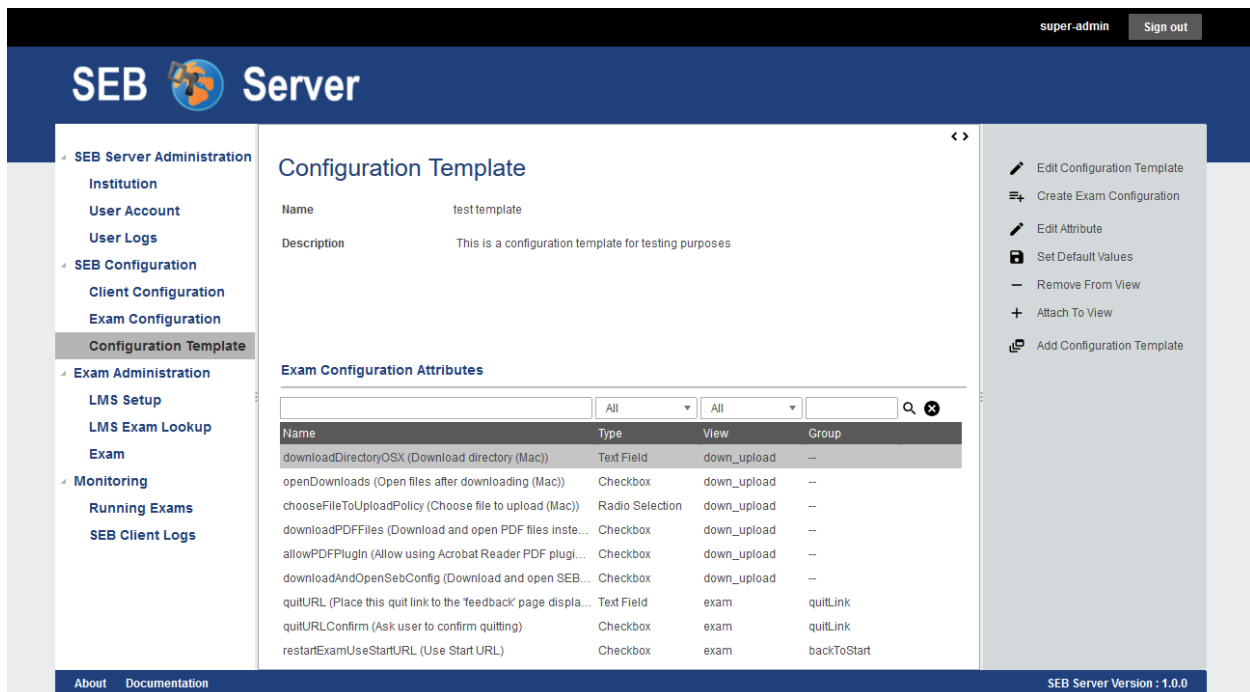 super-admin Sign out
SEB Server
SEB Server Administration
Institution
User Account
User Logs
SEB Configuration
Client Configuration
Exam Configuration
Configuration Template
Exam Administration
LMS Setup
LMS Exam Lookup
Exam
Monitoring
Running Exams
SEB Client Logs
Configuration Template
Name test template
Description This is a configuration template for testing purposes
Exam Configuration Attributes
All All
Name Type View Group
downloadDirectoryOSX (Download directory (Mac)) Text Field down_upload --
openDownloads (Open files after downloading (Mac)) Checkbox down_upload --
chooseFileToUploadPolicy (Choose file to upload (Mac)) Radio Selection down_upload --
downloadPDFFiles (Download and open PDF files inste... Checkbox down_upload --
allowPDFPlugIn (Allow using Acrobat Reader PDF plugi... Checkbox down_upload --
downloadAndOpenSebConfig (Download and open SEB... Checkbox down_upload --
quitURL (Place this quit link to the 'feedback' page displa... Text Field exam quitLink
quitURLConfirm (Ask user to confirm quitting) Checkbox exam quitLink
restartExamUseStartURL (Use Start URL) Checkbox exam backToStart
Edit Configuration Template
Create Exam Configuration
Edit Attribute
Set Default Values
Remove From View
Attach To View
Add Configuration Template
About Documentation SEB Server Version : 1.0.0